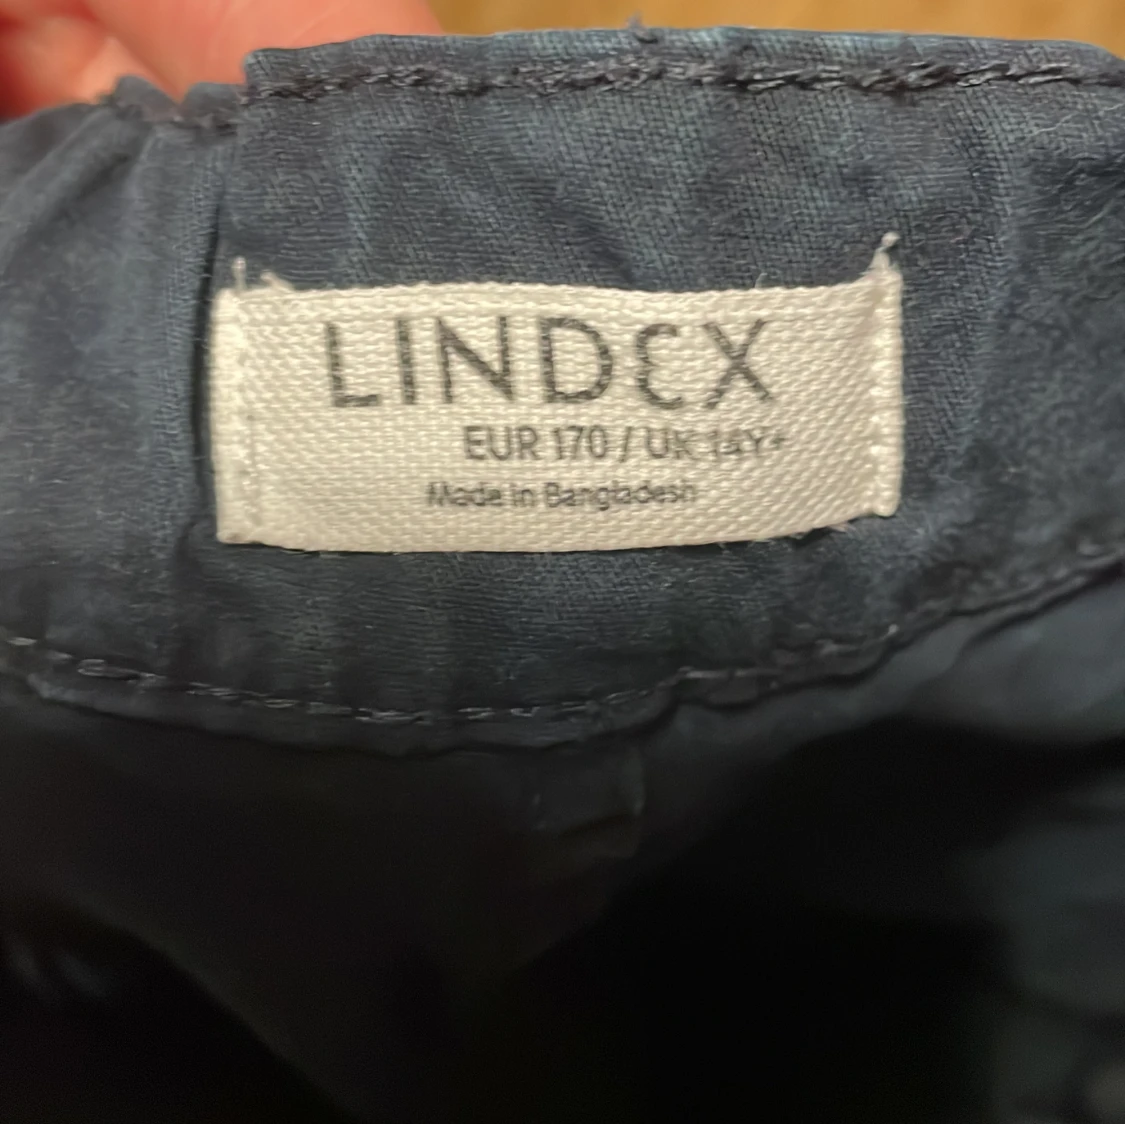 LINDEX
EUR 170 / UK 14Y+
Made in Bangladesh